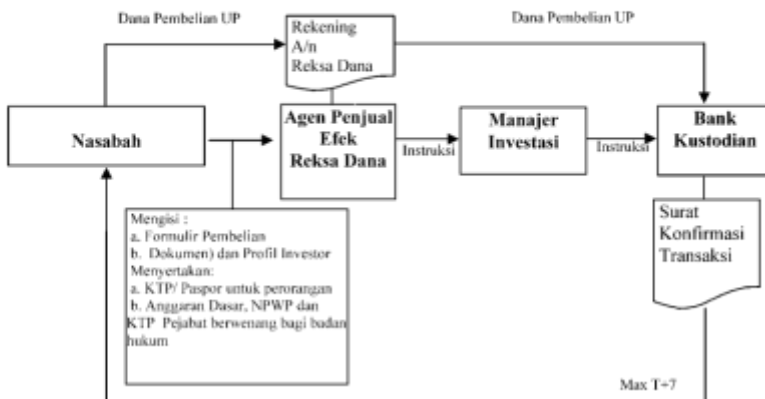 Dana Pembelian UP
Dana Pembelian UP
Rekening
A/n
Reksa Dana
Nasabah
Agen Penjual
Efek
Reksa Dana
Instruksi
Manajer
Investasi
Instruksi
Bank
Kustodian
Mengisi :
a. Formulir Pembelian
b. Dokumen) dan Profil Investor
Menyertakan:
a. KTP/ Paspor untuk perorangan
b. Anggaran Dasar, NPWP dan
KTP Pejabat berwenang bagi badan
hukum
Surat
Konfirmasi
Transaksi
Max T+7